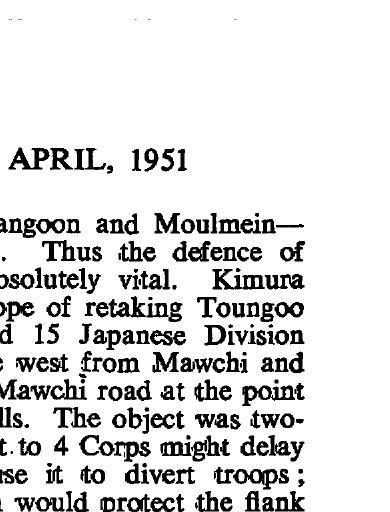 APRIL, 1951
angoon and Moulmein—
. Thus the defence of
bsolutely vital. Kimura
ope of retaking Toungoo
d 15 Japanese Division
e west from Mawchi and
Mawchi road at the point
lls. The object was two-
t to 4 Corps might delay
use it to divert troops;
would protect the flank